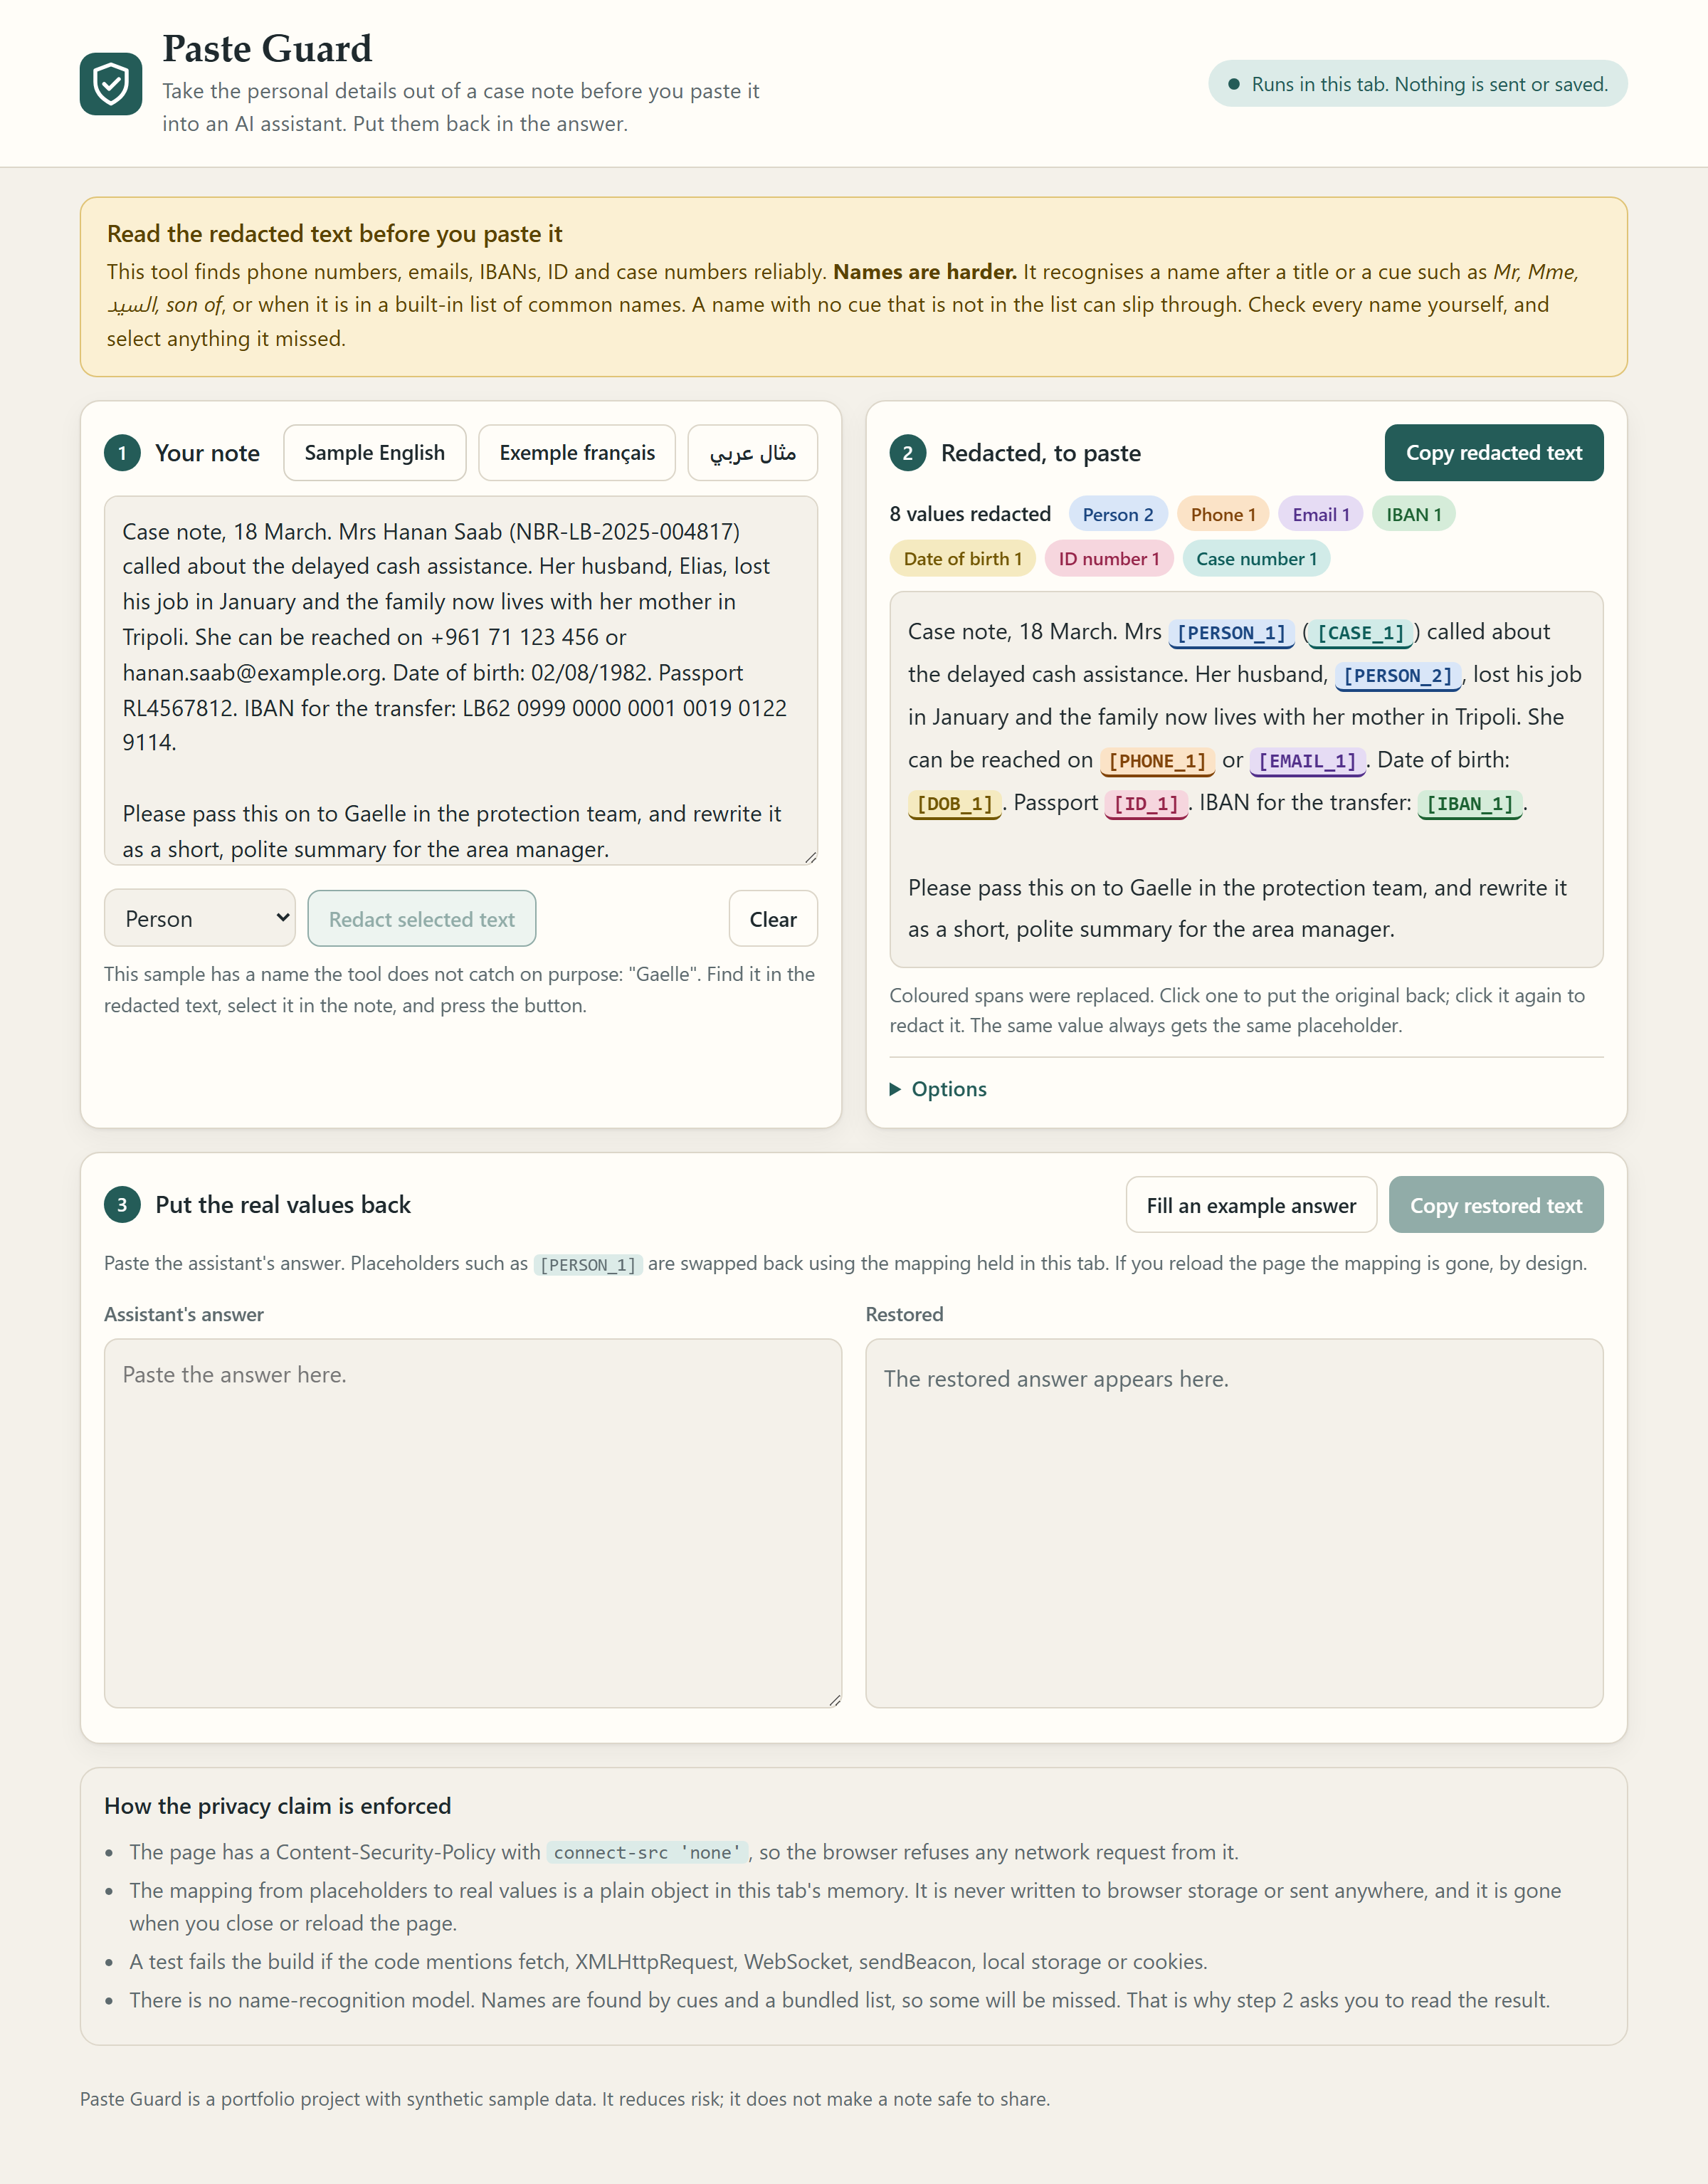 Paste Guard
Take the personal details out of a case note before you paste it
into an AI assistant. Put them back in the answer.
Runs in this tab. Nothing is sent or saved.
Read the redacted text before you paste it
This tool finds phone numbers, emails, IBANs, ID and case numbers reliably. Names are harder. It recognises a name after a title or a cue such as Mr, Mme,
السيد, son of, or when it is in a built-in list of common names. A name with no cue that is not in the list can slip through. Check every name yourself, and
select anything it missed.
1 Your note
Sample English
Exemple français
مثال عربي
Case note, 18 March. Mrs Hanan Saab (NBR-LB-2025-004817)
called about the delayed cash assistance. Her husband, Elias, lost
his job in January and the family now lives with her mother in
Tripoli. She can be reached on +961 71 123 456 or
hanan.saab@example.org. Date of birth: 02/08/1982. Passport
RL4567812. IBAN for the transfer: LB62 0999 0000 0001 0019 0122
9114.
Please pass this on to Gaelle in the protection team, and rewrite it
as a short, polite summary for the area manager.
Person
Redact selected text
Clear
This sample has a name the tool does not catch on purpose: "Gaelle". Find it in the
redacted text, select it in the note, and press the button.
2 Redacted, to paste
Copy redacted text
8 values redacted Person 2 Phone 1 Email 1 IBAN 1
Date of birth 1 ID number 1 Case number 1
Case note, 18 March. Mrs [PERSON_1] ([CASE_1]) called about
the delayed cash assistance. Her husband, [PERSON_2], lost his job
in January and the family now lives with her mother in Tripoli. She
can be reached on [PHONE_1] or [EMAIL_1]. Date of birth:
[DOB_1]. Passport [ID_1]. IBAN for the transfer: [IBAN_1].
Please pass this on to Gaelle in the protection team, and rewrite it
as a short, polite summary for the area manager.
Coloured spans were replaced. Click one to put the original back; click it again to
redact it. The same value always gets the same placeholder.
Options
3 Put the real values back
Fill an example answer
Copy restored text
Paste the assistant's answer. Placeholders such as [PERSON_1] are swapped back using the mapping held in this tab. If you reload the page the mapping is gone, by design.
Assistant's answer
Paste the answer here.
Restored
The restored answer appears here.
How the privacy claim is enforced
• The page has a Content-Security-Policy with connect-src 'none', so the browser refuses any network request from it.
• The mapping from placeholders to real values is a plain object in this tab's memory. It is never written to browser storage or sent anywhere, and it is gone
when you close or reload the page.
• A test fails the build if the code mentions fetch, XMLHttpRequest, WebSocket, sendBeacon, local storage or cookies.
• There is no name-recognition model. Names are found by cues and a bundled list, so some will be missed. That is why step 2 asks you to read the result.
Paste Guard is a portfolio project with synthetic sample data. It reduces risk; it does not make a note safe to share.